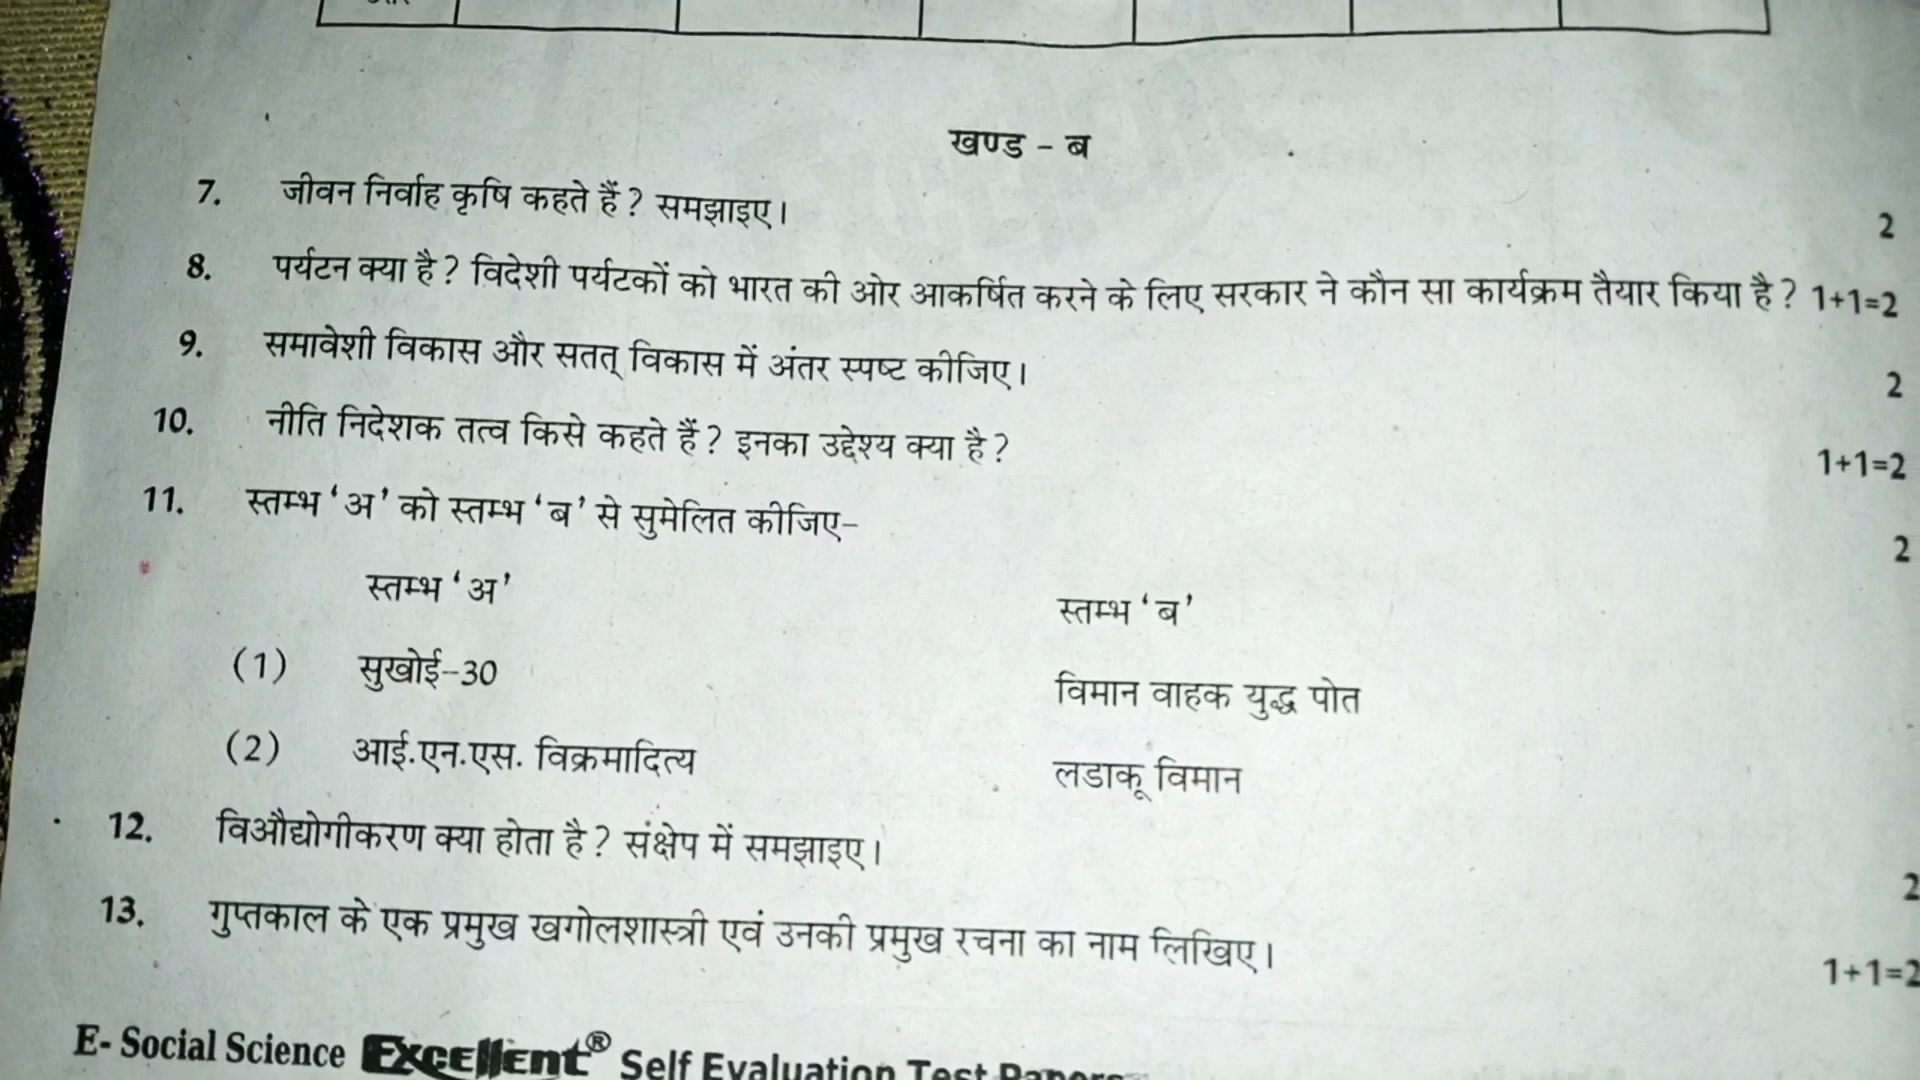 खण्ड - ब
7. जीवन निर्वाह कृषि कहते हैं? समझाइए। 2
8. पर्यटन क्या है? विदेशी पर्यटकों को भारत की ओर आकर्षित करने के लिए सरकार ने कौन सा कार्यक्रम तैयार किया है? 1+1=2
9. समावेशी विकास और सतत् विकास में अंतर स्पष्ट कीजिए। 2
10. नीति निदेशक तत्व किसे कहते हैं? इनका उद्देश्य क्या है? 1+1=2
11. स्तम्भ ‘अ’ को स्तम्भ ‘ब’ से सुमेलित कीजिए- 2
स्तम्भ ‘अ’ स्तम्भ ‘ब’
(1) सुखोई-30 विमान वाहक युद्ध पोत
(2) आई.एन.एस. विक्रमादित्य लडाकू विमान
12. विऔद्योगीकरण क्या होता है? संक्षेप में समझाइए। 2
13. गुप्तकाल के एक प्रमुख खगोलशास्त्री एवं उनकी प्रमुख रचना का नाम लिखिए। 1+1=2
E- Social Science Excellent® Self Evaluation Test Papers